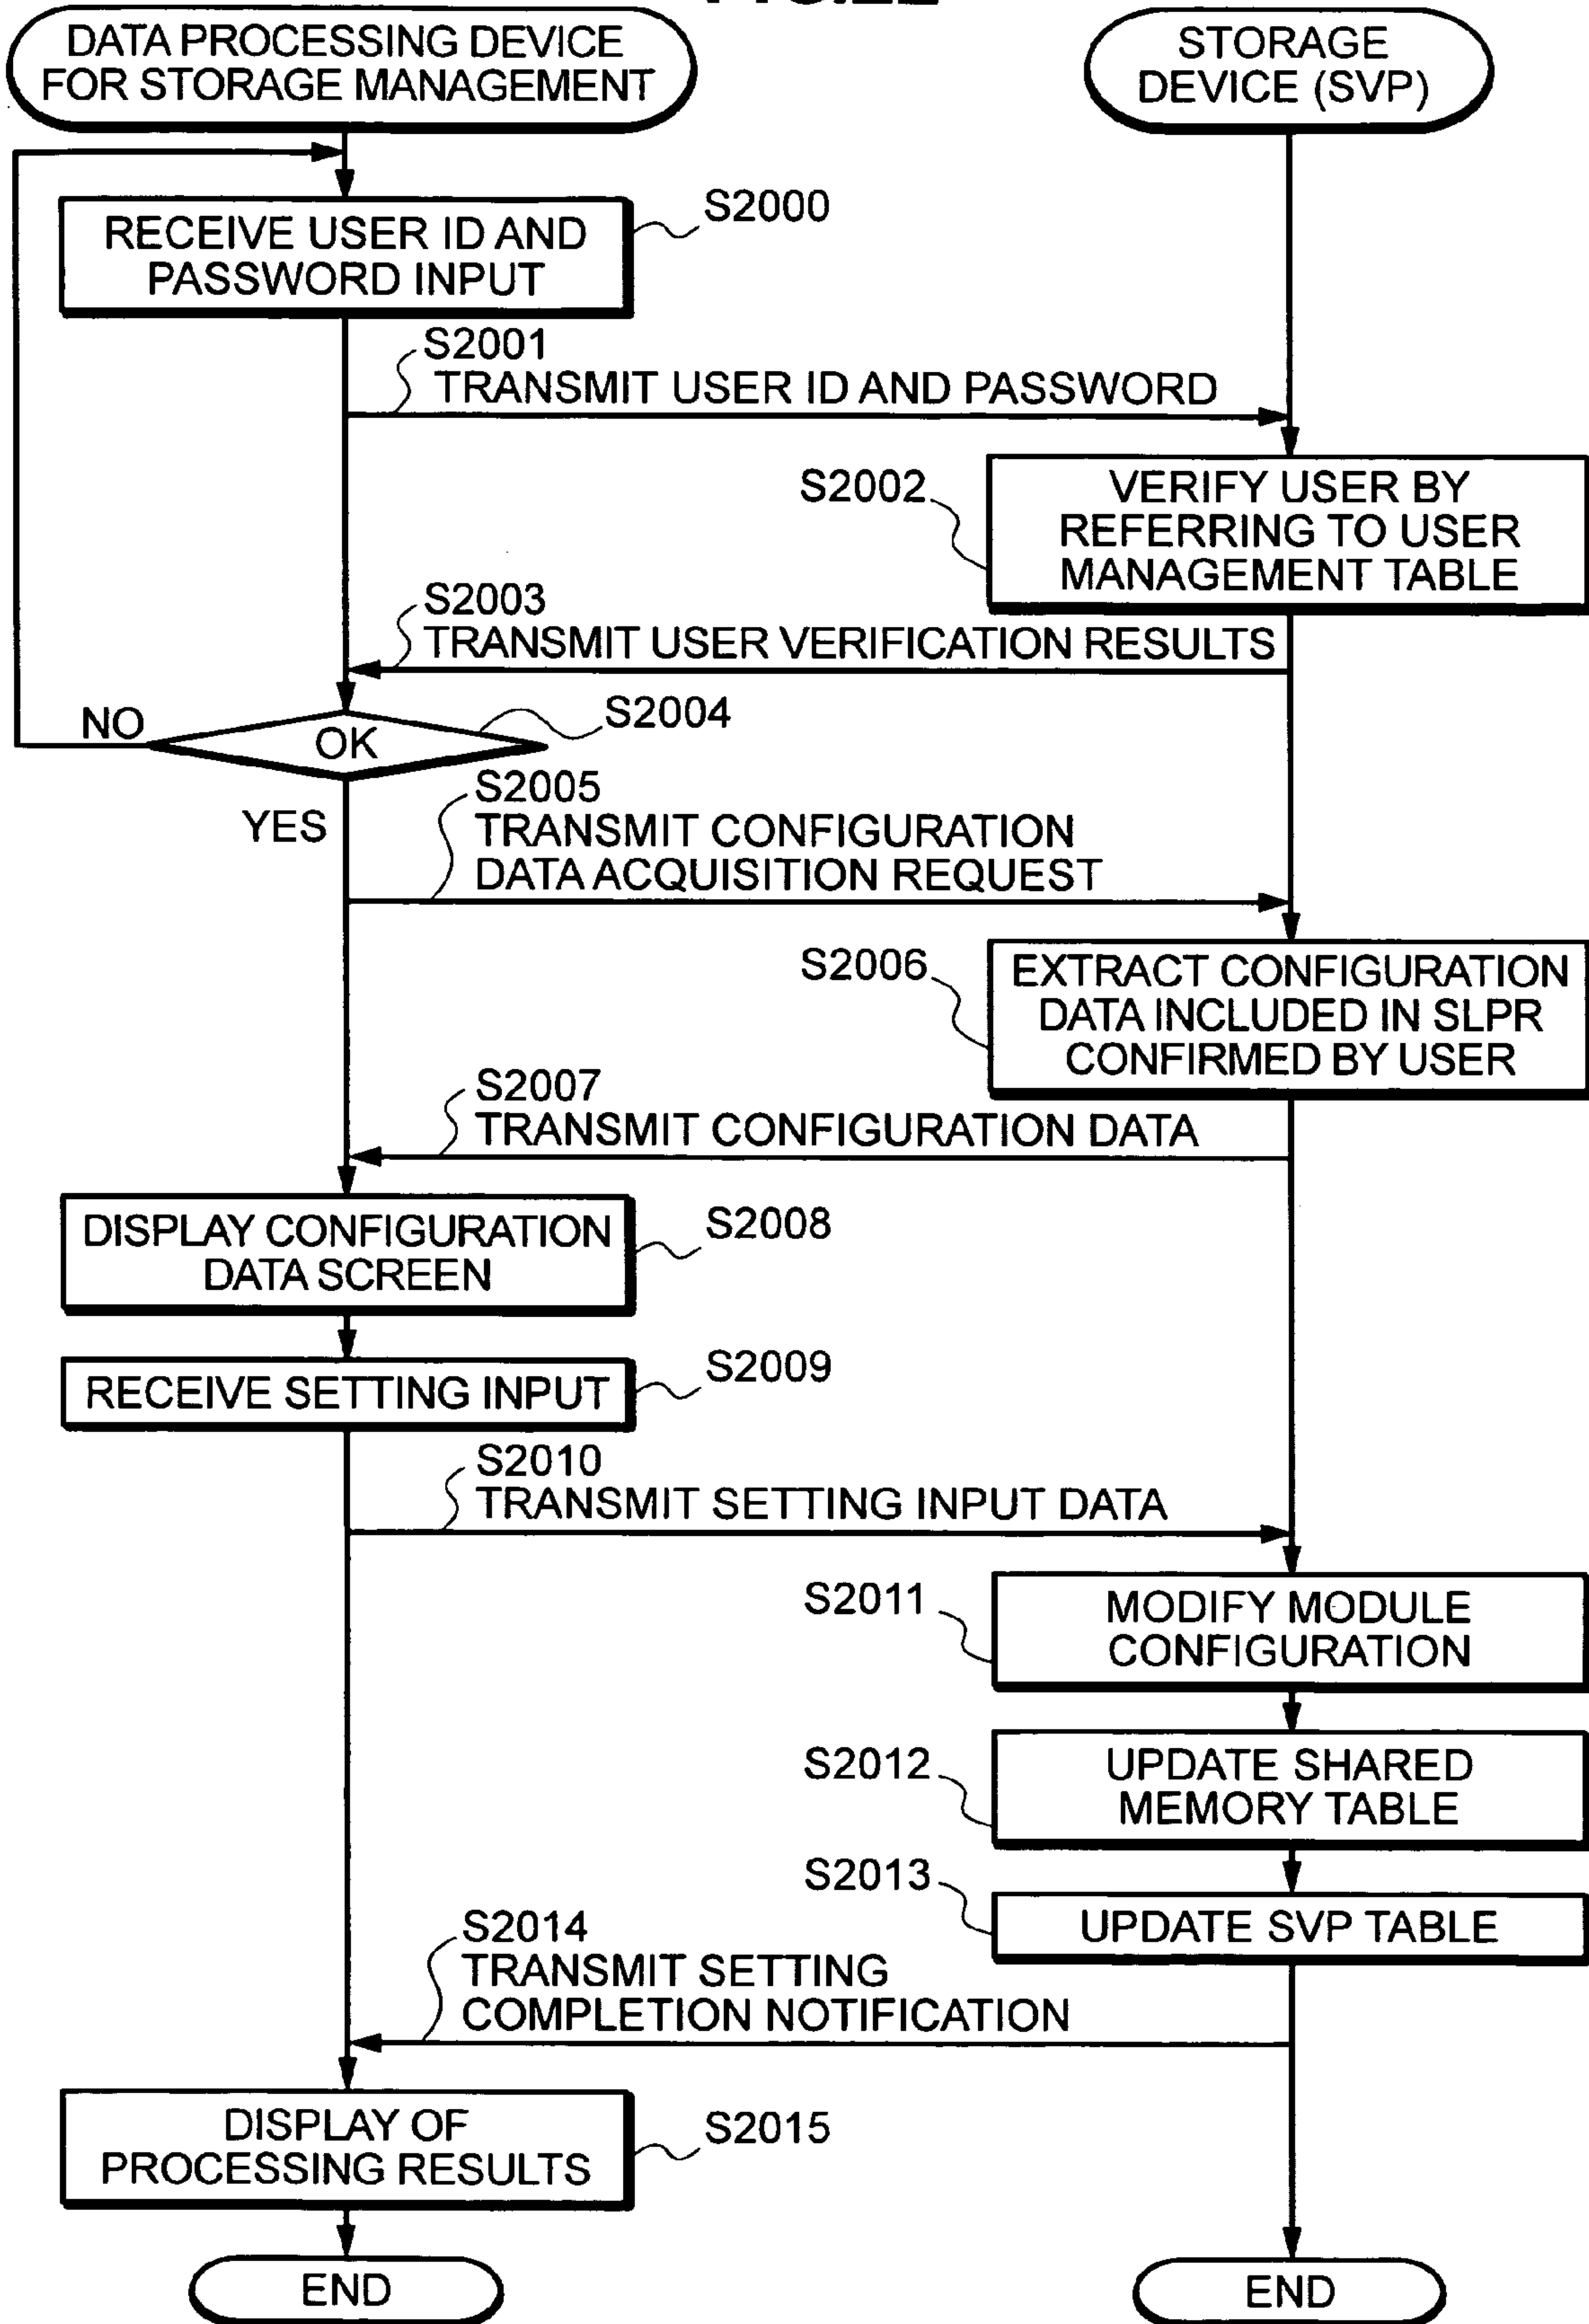 DATA PROCESSING DEVICE
FOR STORAGE MANAGEMENT
STORAGE
DEVICE (SVP)
RECEIVE USER ID AND
PASSWORD INPUT
S2000
S2001
TRANSMIT USER ID AND PASSWORD
S2002
VERIFY USER BY
REFERRING TO USER
MANAGEMENT TABLE
S2003
TRANSMIT USER VERIFICATION RESULTS
NO
OK
S2004
YES
S2005
TRANSMIT CONFIGURATION
DATA ACQUISITION REQUEST
S2006
EXTRACT CONFIGURATION
DATA INCLUDED IN SLPR
CONFIRMED BY USER
S2007
TRANSMIT CONFIGURATION DATA
DISPLAY CONFIGURATION
DATA SCREEN
S2008
RECEIVE SETTING INPUT
S2009
S2010
TRANSMIT SETTING INPUT DATA
S2011
MODIFY MODULE
CONFIGURATION
S2012
UPDATE SHARED
MEMORY TABLE
S2013
UPDATE SVP TABLE
S2014
TRANSMIT SETTING
COMPLETION NOTIFICATION
DISPLAY OF
PROCESSING RESULTS
S2015
END
END